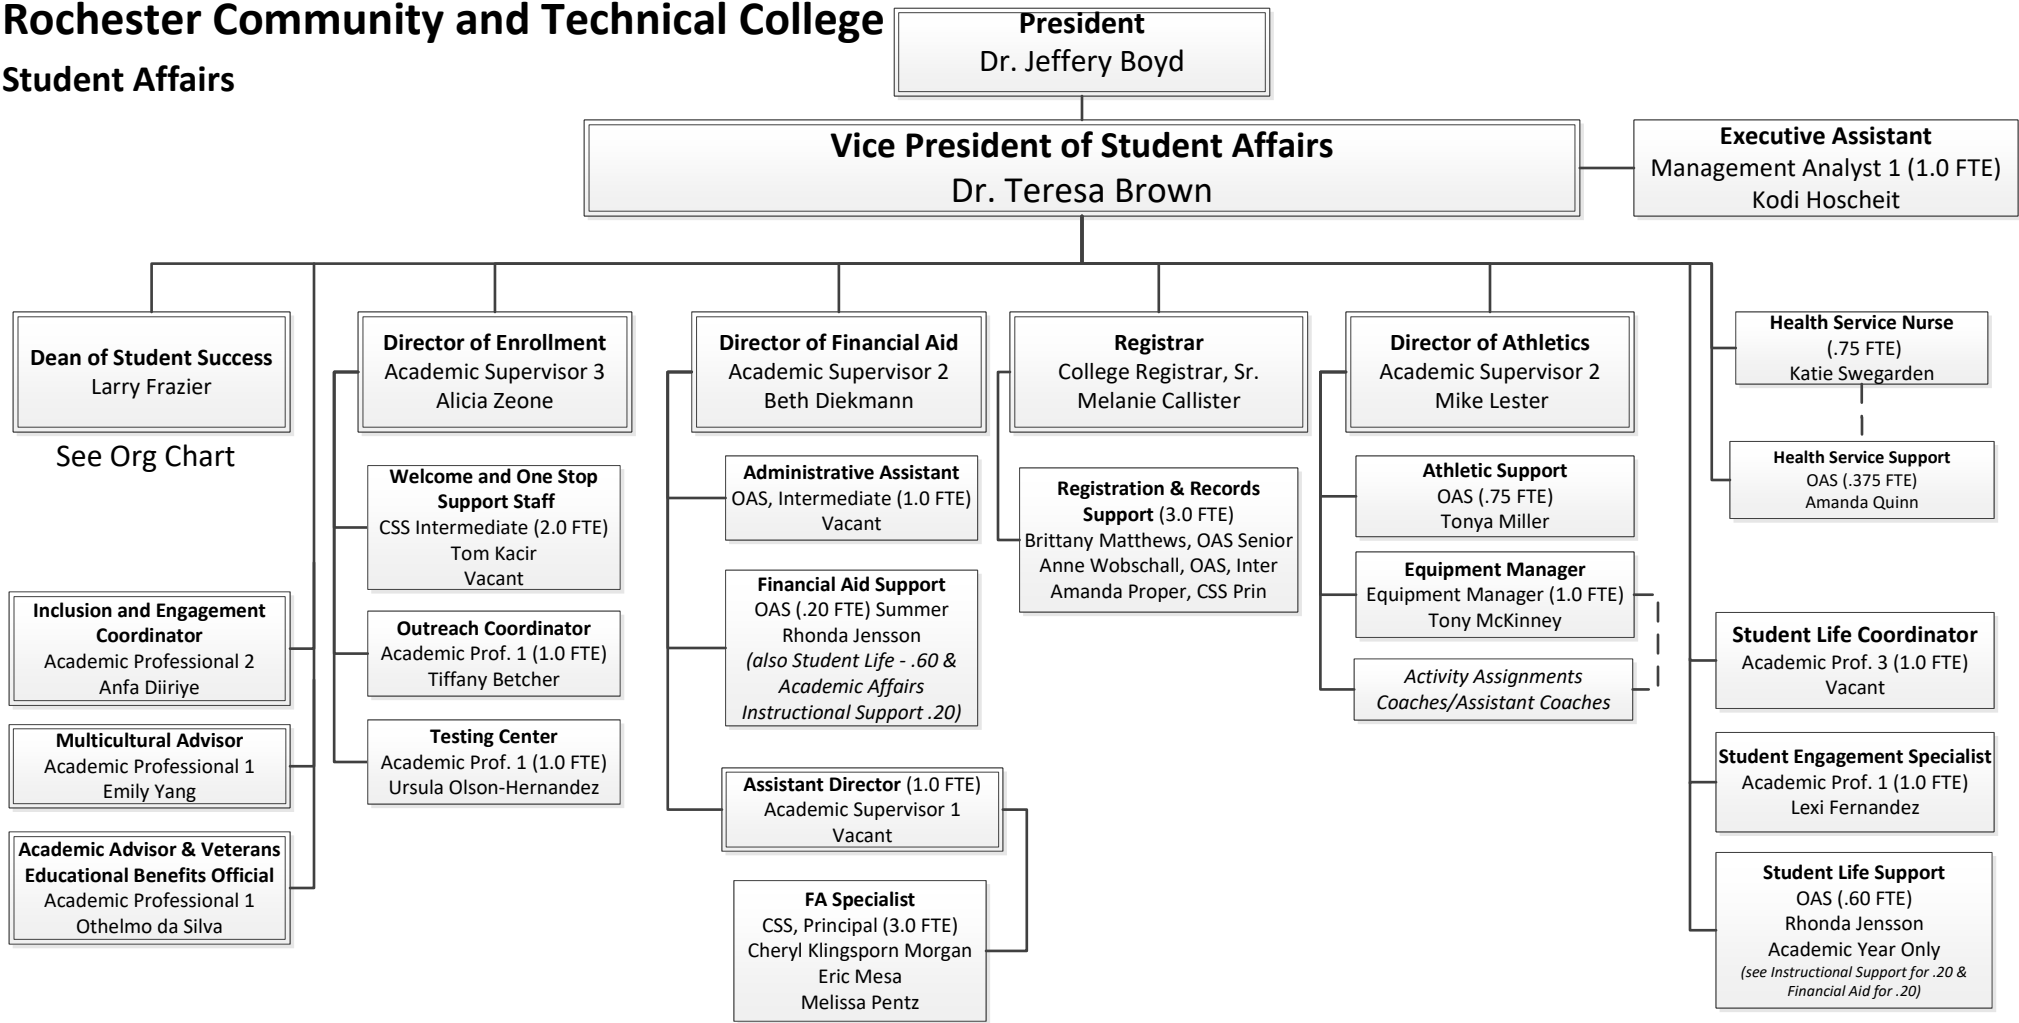 Rochester Community and Technical College
Student Affairs
President
Dr. Jeffery Boyd
Vice President of Student Affairs
Dr. Teresa Brown
Executive Assistant
Management Analyst 1 (1.0 FTE)
Kodi Hoscheit
Dean of Student Success
Larry Frazier
See Org Chart
Inclusion and Engagement
Coordinator
Academic Professional 2
Anfa Diiriye
Multicultural Advisor
Academic Professional 1
Emily Yang
Academic Advisor & Veterans
Educational Benefits Official
Academic Professional 1
Othelmo da Silva
Director of Enrollment
Academic Supervisor 3
Alicia Zeone
Welcome and One Stop
Support Staff
CSS Intermediate (2.0 FTE)
Tom Kacir
Vacant
Outreach Coordinator
Academic Prof. 1 (1.0 FTE)
Tiffany Betcher
Testing Center
Academic Prof. 1 (1.0 FTE)
Ursula Olson-Hernandez
Director of Financial Aid
Academic Supervisor 2
Beth Diekmann
Administrative Assistant
OAS, Intermediate (1.0 FTE)
Vacant
Financial Aid Support
OAS (.20 FTE) Summer
Rhonda Jensson
(also Student Life - .60 &
Academic Affairs
Instructional Support .20)
Assistant Director (1.0 FTE)
Academic Supervisor 1
Vacant
FA Specialist
CSS, Principal (3.0 FTE)
Cheryl Klingsporn Morgan
Eric Mesa
Melissa Pentz
Registrar
College Registrar, Sr.
Melanie Callister
Registration & Records
Support (3.0 FTE)
Brittany Matthews, OAS Senior
Anne Wobschall, OAS, Inter
Amanda Proper, CSS Prin
Director of Athletics
Academic Supervisor 2
Mike Lester
Athletic Support
OAS (.75 FTE)
Tonya Miller
Equipment Manager
Equipment Manager (1.0 FTE)
Tony McKinney
Activity Assignments
Coaches/Assistant Coaches
Health Service Nurse
(.75 FTE)
Katie Swegarden
Health Service Support
OAS (.375 FTE)
Amanda Quinn
Student Life Coordinator
Academic Prof. 3 (1.0 FTE)
Vacant
Student Engagement Specialist
Academic Prof. 1 (1.0 FTE)
Lexi Fernandez
Student Life Support
OAS (.60 FTE)
Rhonda Jensson
Academic Year Only
(see Instructional Support for .20 &
Financial Aid for .20)